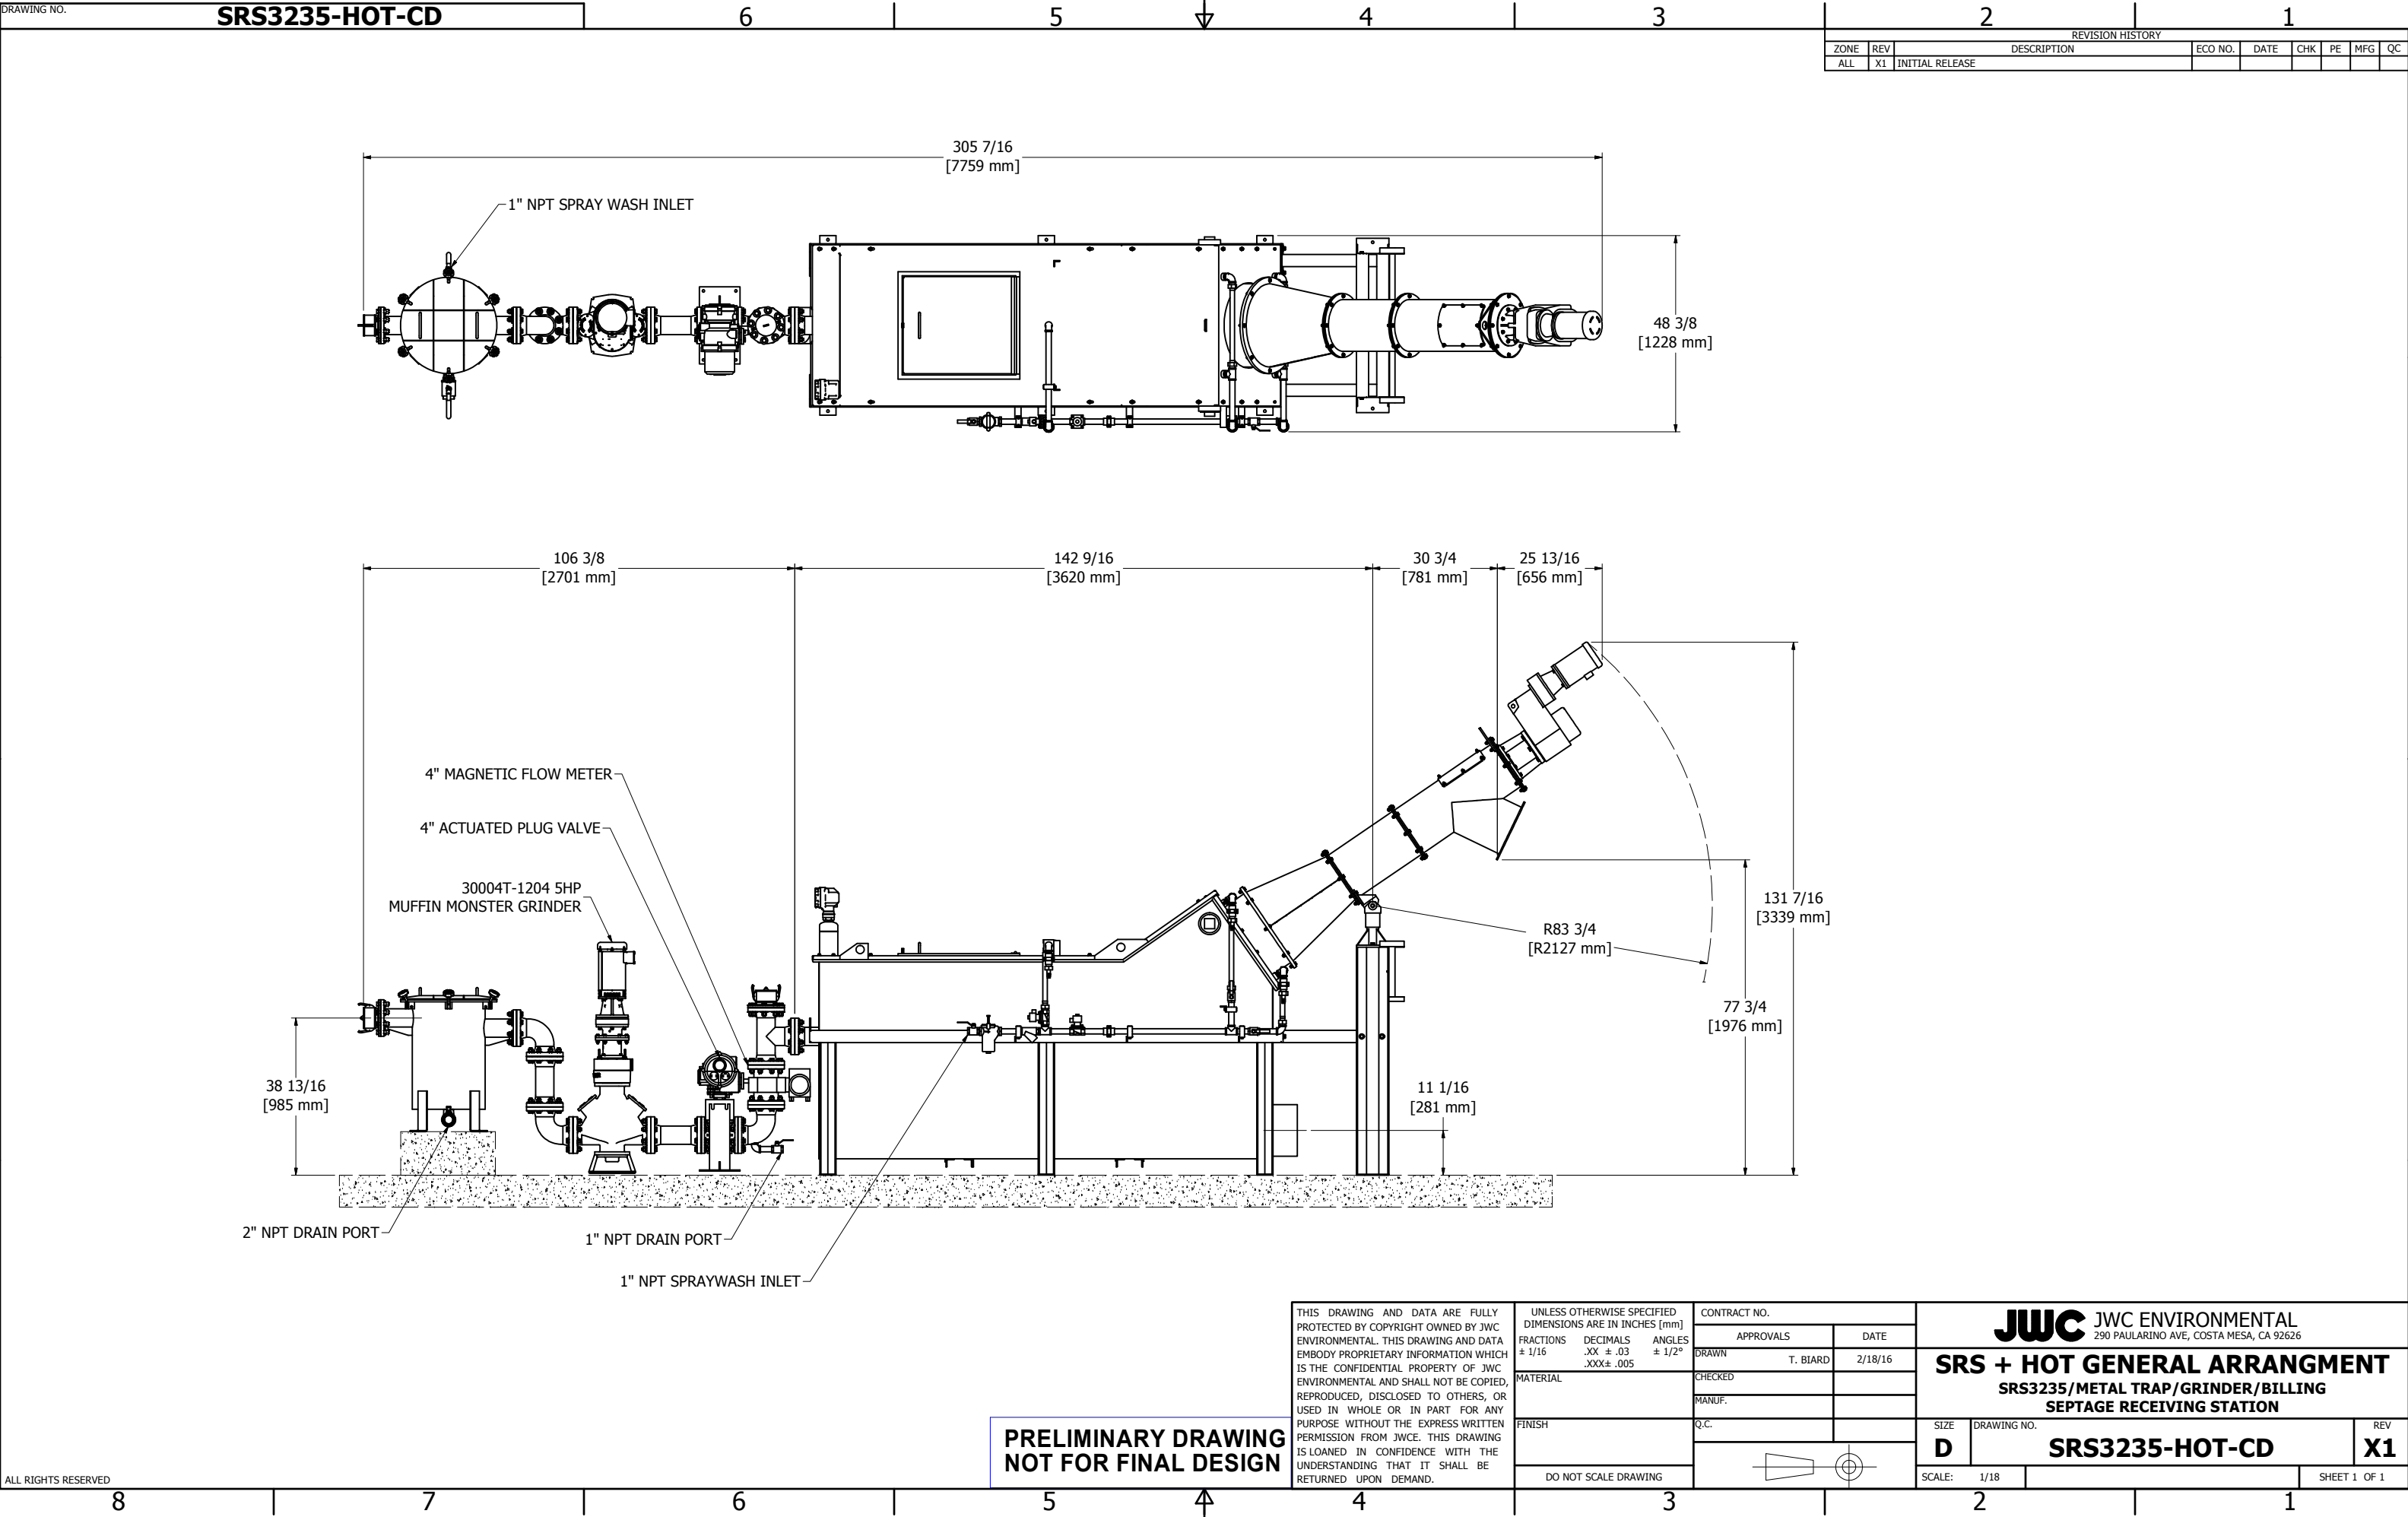 DRAWING NO.
SRS3235-HOT-CD
6
5
4
3
2
1
REVISION HISTORY
ZONE REV DESCRIPTION ECO NO. DATE CHK PE MFG QC
ALL X1 INITIAL RELEASE
305 7/16
[7759 mm]
1" NPT SPRAY WASH INLET
48 3/8
[1228 mm]
106 3/8
[2701 mm]
142 9/16
[3620 mm]
30 3/4
[781 mm]
25 13/16
[656 mm]
4" MAGNETIC FLOW METER
4" ACTUATED PLUG VALVE
30004T-1204 5HP
MUFFIN MONSTER GRINDER
131 7/16
[3339 mm]
R83 3/4
[R2127 mm]
77 3/4
[1976 mm]
38 13/16
[985 mm]
11 1/16
[281 mm]
2" NPT DRAIN PORT
1" NPT DRAIN PORT
1" NPT SPRAYWASH INLET
PRELIMINARY DRAWING
NOT FOR FINAL DESIGN
THIS DRAWING AND DATA ARE FULLY
PROTECTED BY COPYRIGHT OWNED BY JWC
ENVIRONMENTAL. THIS DRAWING AND DATA
EMBODY PROPRIETARY INFORMATION WHICH
IS THE CONFIDENTIAL PROPERTY OF JWC
ENVIRONMENTAL AND SHALL NOT BE COPIED,
REPRODUCED, DISCLOSED TO OTHERS, OR
USED IN WHOLE OR IN PART FOR ANY
PURPOSE WITHOUT THE EXPRESS WRITTEN
PERMISSION FROM JWCE. THIS DRAWING
IS LOANED IN CONFIDENCE WITH THE
UNDERSTANDING THAT IT SHALL BE
RETURNED UPON DEMAND.
UNLESS OTHERWISE SPECIFIED
DIMENSIONS ARE IN INCHES [mm]
FRACTIONS DECIMALS ANGLES
± 1/16 .XX ± .03 ± 1/2°
.XXX± .005
MATERIAL
FINISH
DO NOT SCALE DRAWING
CONTRACT NO.
APPROVALS DATE
DRAWN T. BIARD 2/18/16
CHECKED
MANUF.
Q.C.
JWC JWC ENVIRONMENTAL
290 PAULARINO AVE, COSTA MESA, CA 92626
SRS + HOT GENERAL ARRANGMENT
SRS3235/METAL TRAP/GRINDER/BILLING
SEPTAGE RECEIVING STATION
SIZE DRAWING NO. REV
D SRS3235-HOT-CD X1
SCALE: 1/18 SHEET 1 OF 1
ALL RIGHTS RESERVED
8
7
6
5
4
3
2
1